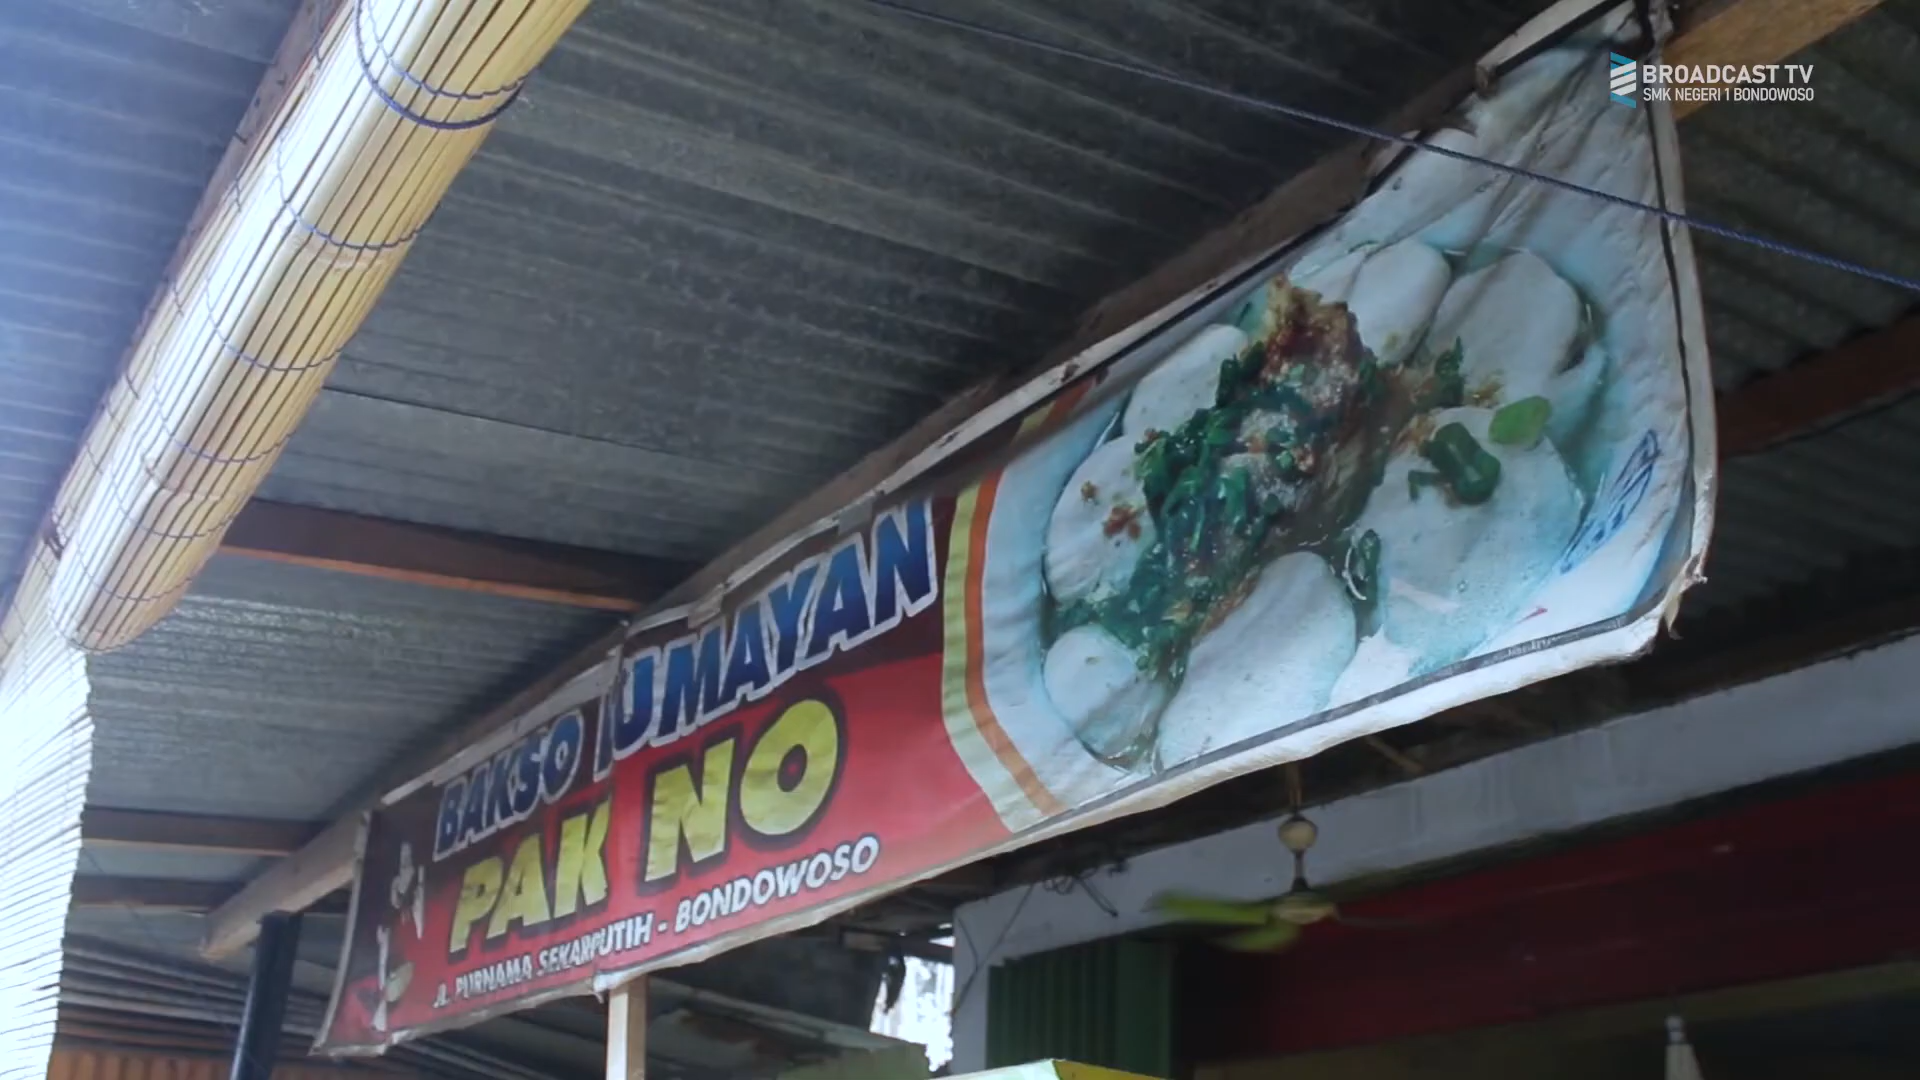 BROADCAST TV
SMK NEGERI 1 BONDOWOSO
BAKSO LUMAYAN
PAK NO
JL. PURNAMA SEKARPUTIH - BONDOWOSO